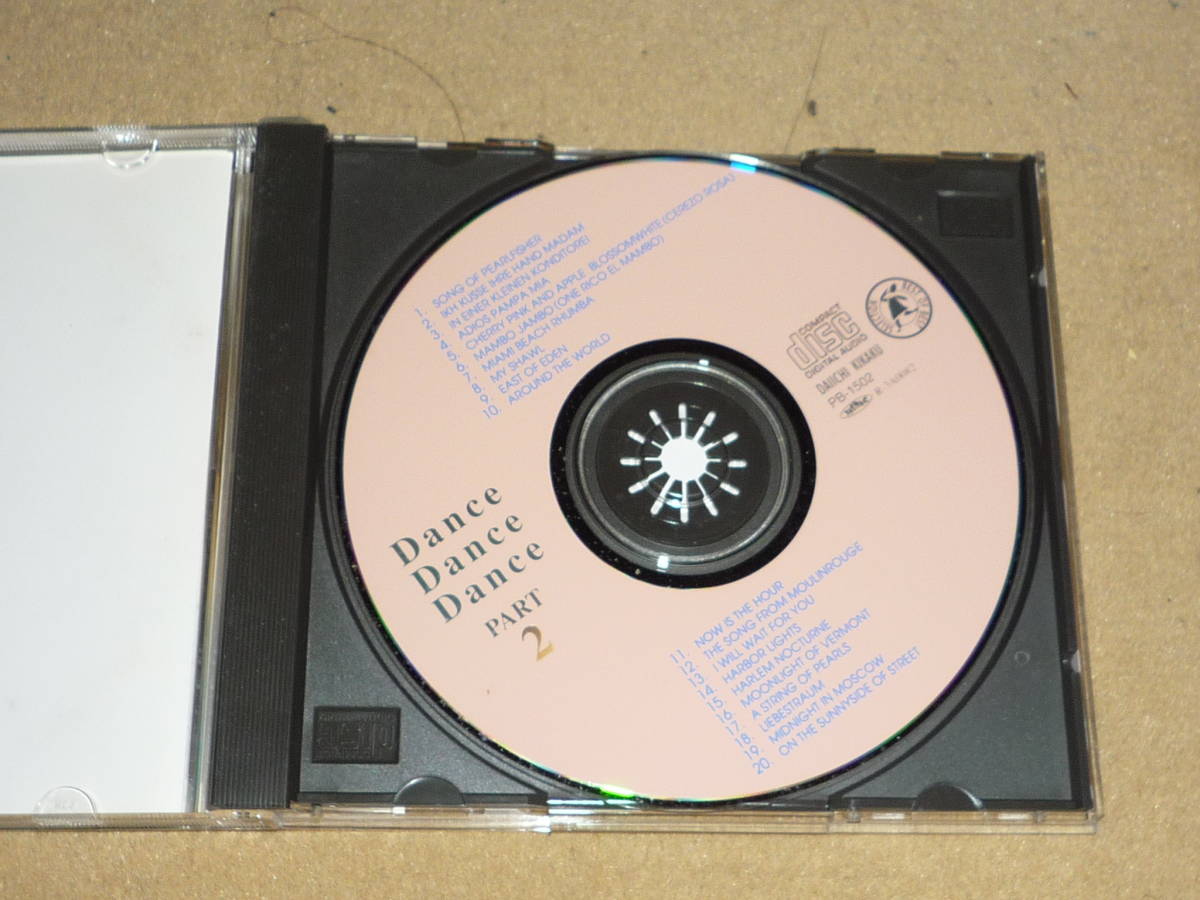 1. SONG OF PEARLFISHER
2. IKH KUSSE IHRE HAND MADAM
3. IN EINER KLEINEN KONDITOREI
4. ADIOS PAMPA MIA
5. CHERRY PINK AND APPLE BLOSSOMWHITE (CEREZO ROSA)
6. MAMBO JAMBO (ONE RICO EL MAMBO)
7. MIAMI BEACH RHUMBA
8. MY SHAWL
9. EAST OF EDEN
10. AROUND THE WORLD
COMPACT
disc
DIGITAL AUDIO
BEST OF BEST
SELECTION
DAIICHI KIKAKU
PB-1502
Dance
Dance
Dance
PART
2
11. NOW IS THE HOUR
12. THE SONG FROM MOULINROUGE
13. I WILL WAIT FOR YOU
14. HARBOR LIGHTS
15. HARLEM NOCTURNE
16. MOONLIGHT OF VERMONT
17. A STRING OF PEARLS
18. LIEBESTRAUM
19. MIDNIGHT IN MOSCOW
20. ON THE SUNNYSIDE OF STREET